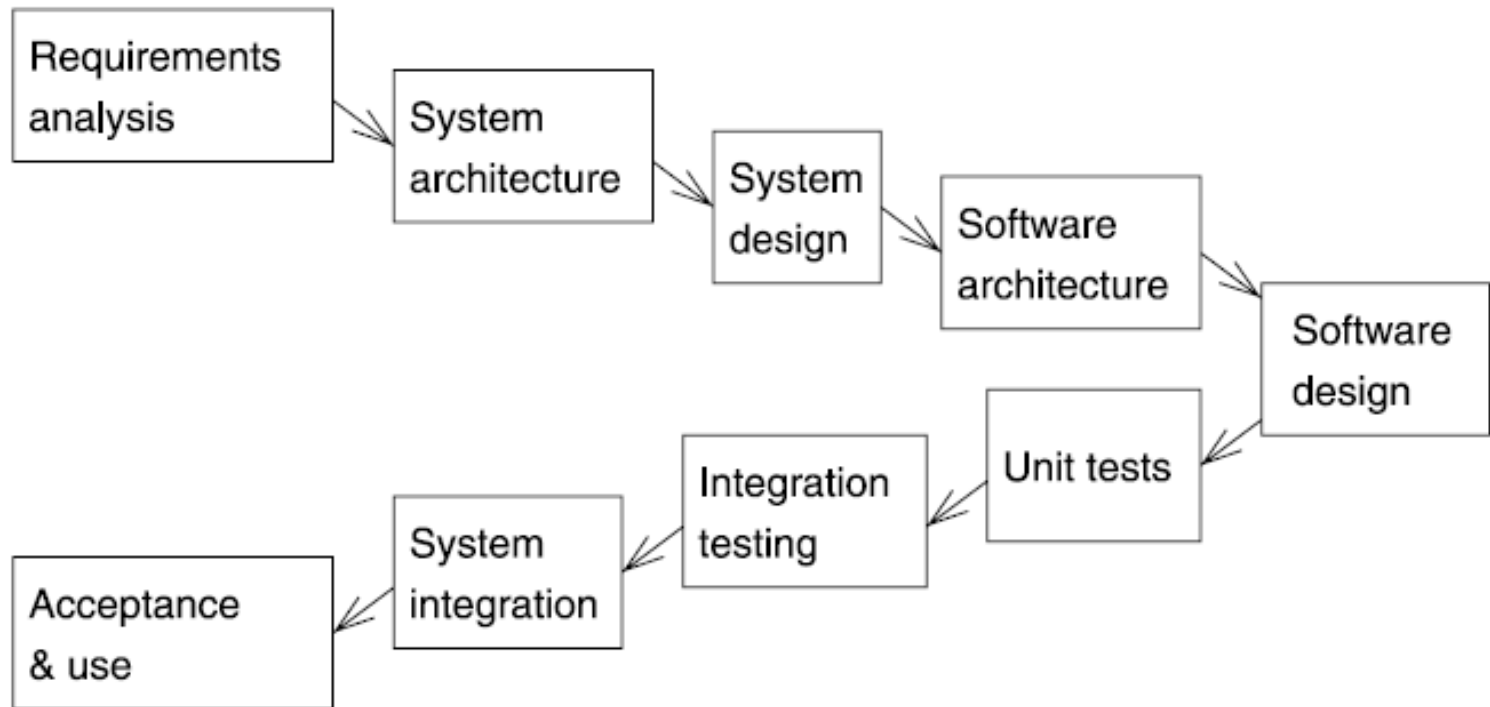 Requirements
analysis
System
architecture
System
design
Software
architecture
Software
design
Unit tests
Integration
testing
System
integration
Acceptance
& use